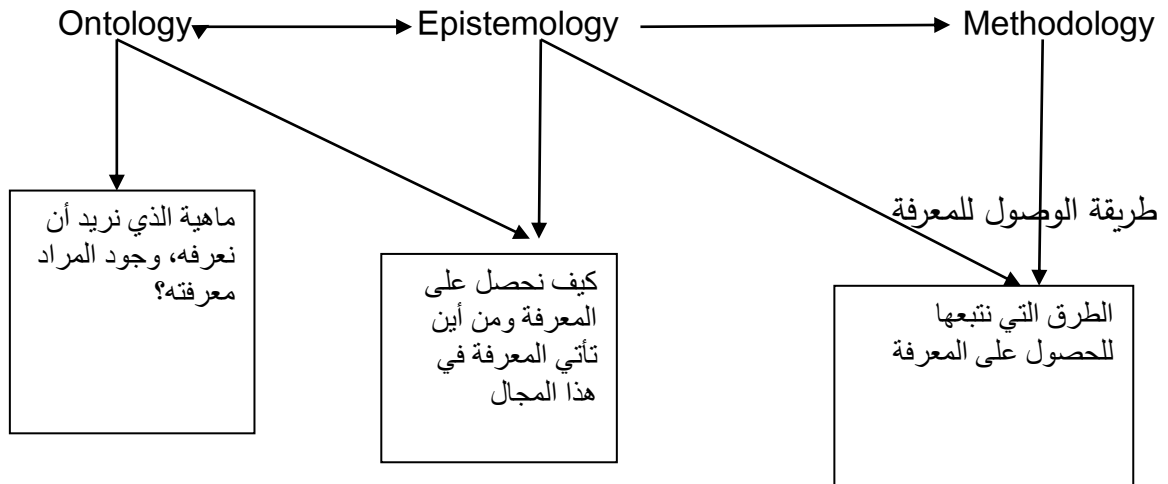 Ontology
Epistemology
Methodology
ماهية الذي نريد أن
نعرفه، وجود المراد
معرفته؟
كيف نحصل على
المعرفة ومن أين
تأتي المعرفة في
هذا المجال
طريقة الوصول للمعرفة
الطرق التي نتبعها
للحصول على المعرفة